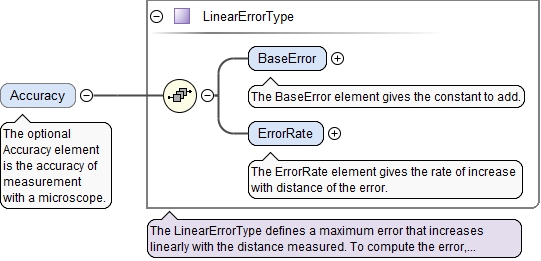 LinearErrorType
BaseError
The BaseError element gives the constant to add.
Accuracy
The optional
Accuracy element
is the accuracy of
measurement
with a microscope.
ErrorRate
The ErrorRate element gives the rate of increase
with distance of the error.
The LinearErrorType defines a maximum error that increases
linearly with the distance measured. To compute the error,...